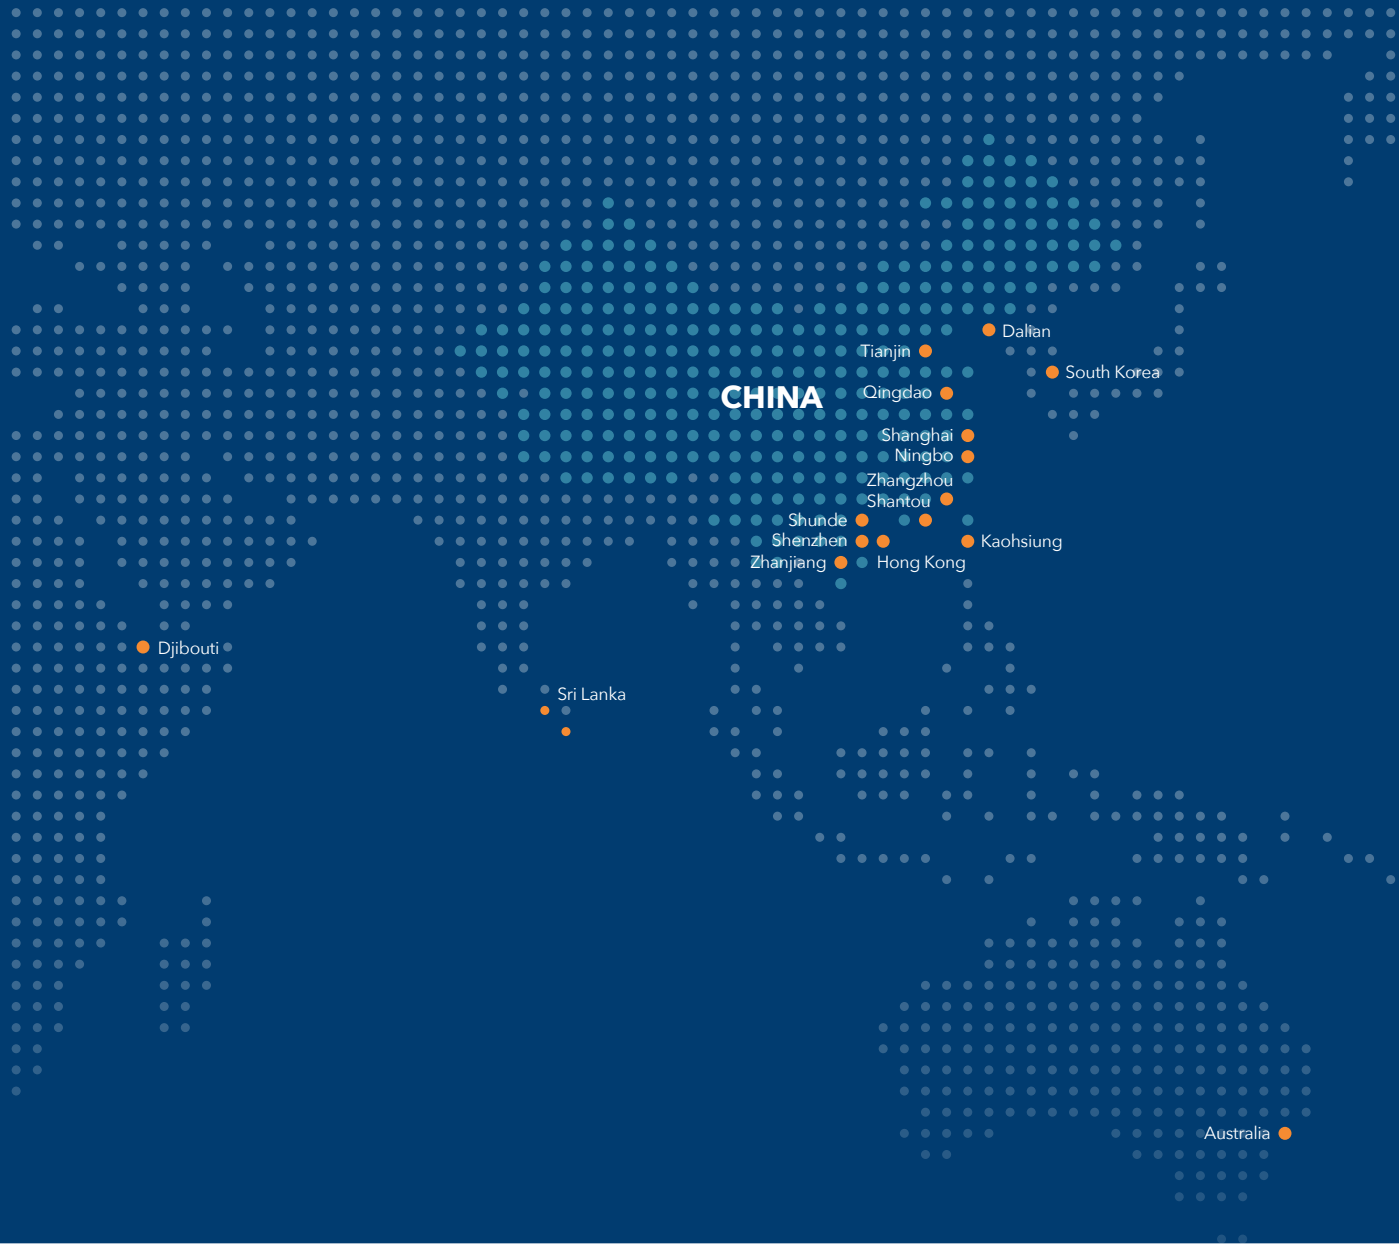 Dalian
Tianjin
South Korea
CHINA
Qingdao
Shanghai
Ningbo
Zhangzhou
Shantou
Shunde
Shenzhen
Kaohsiung
Zhanjiang
Hong Kong
Djibouti
Sri Lanka
Australia